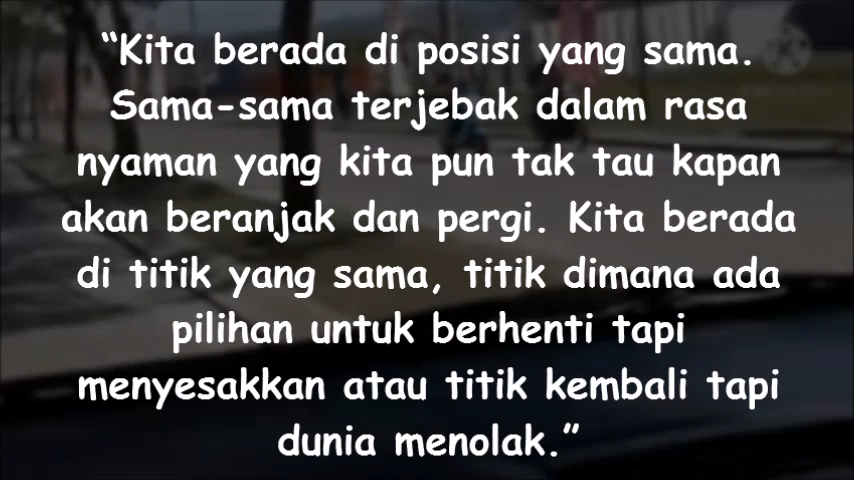 “Kita berada di posisi yang sama.
Sama-sama terjebak dalam rasa
nyaman yang kita pun tak tau kapan
akan beranjak dan pergi. Kita berada
di titik yang sama, titik dimana ada
pilihan untuk berhenti tapi
menyesakkan atau titik kembali tapi
dunia menolak.”